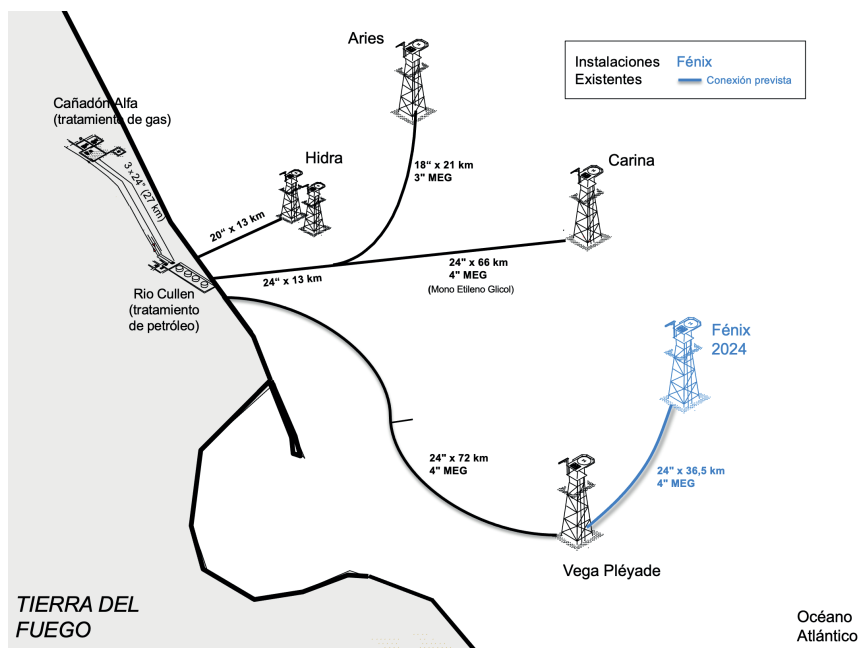 Aries
Instalaciones Existentes
Fénix
Conexión prevista
Cañadón Alfa
(tratamiento de gas)
3 x 24" (27 km)
Hidra
Carina
18" x 21 km
3" MEG
20" x 13 km
24" x 13 km
24" x 66 km
4" MEG
(Mono Etileno Glicol)
Rio Cullen
(tratamiento
de petróleo)
Fénix
2024
24" x 72 km
4" MEG
24" x 36,5 km
4" MEG
Vega Pléyade
TIERRA DEL
FUEGO
Océano
Atlántico